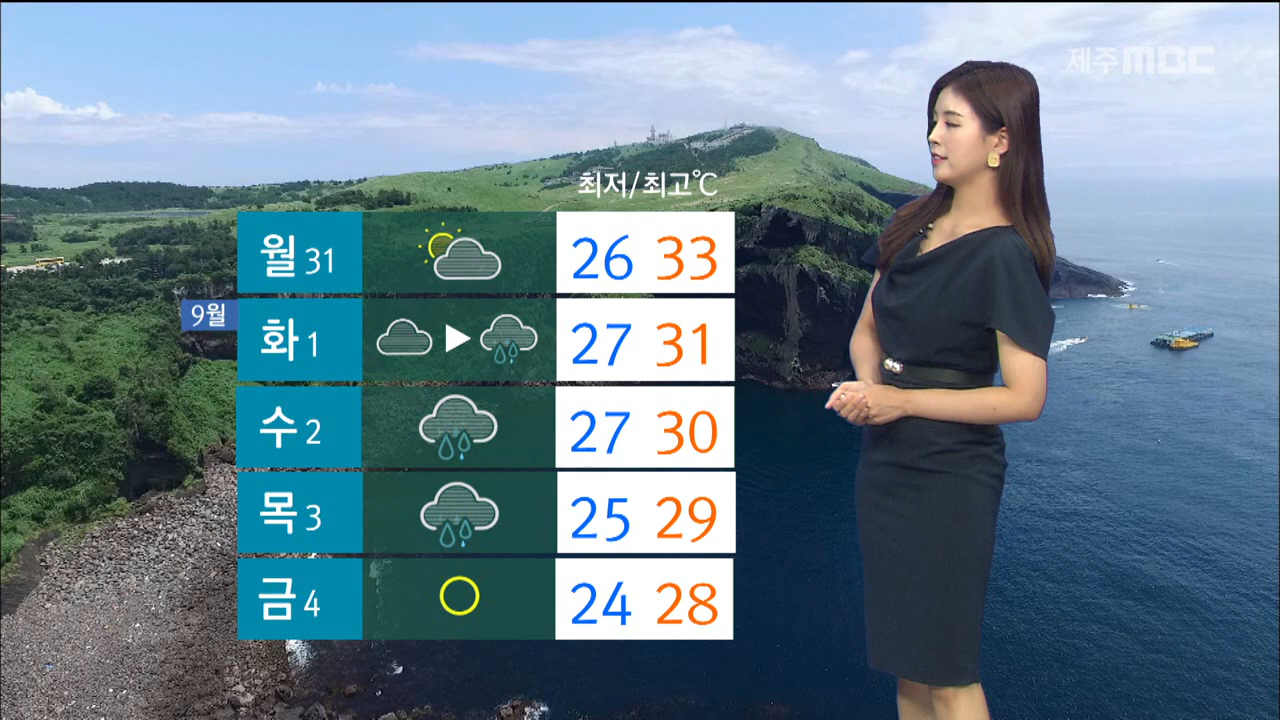 제주MBC
최저/최고℃
월 31 26 33
9월
화 1 27 31
수 2 27 30
목 3 25 29
금 4 24 28